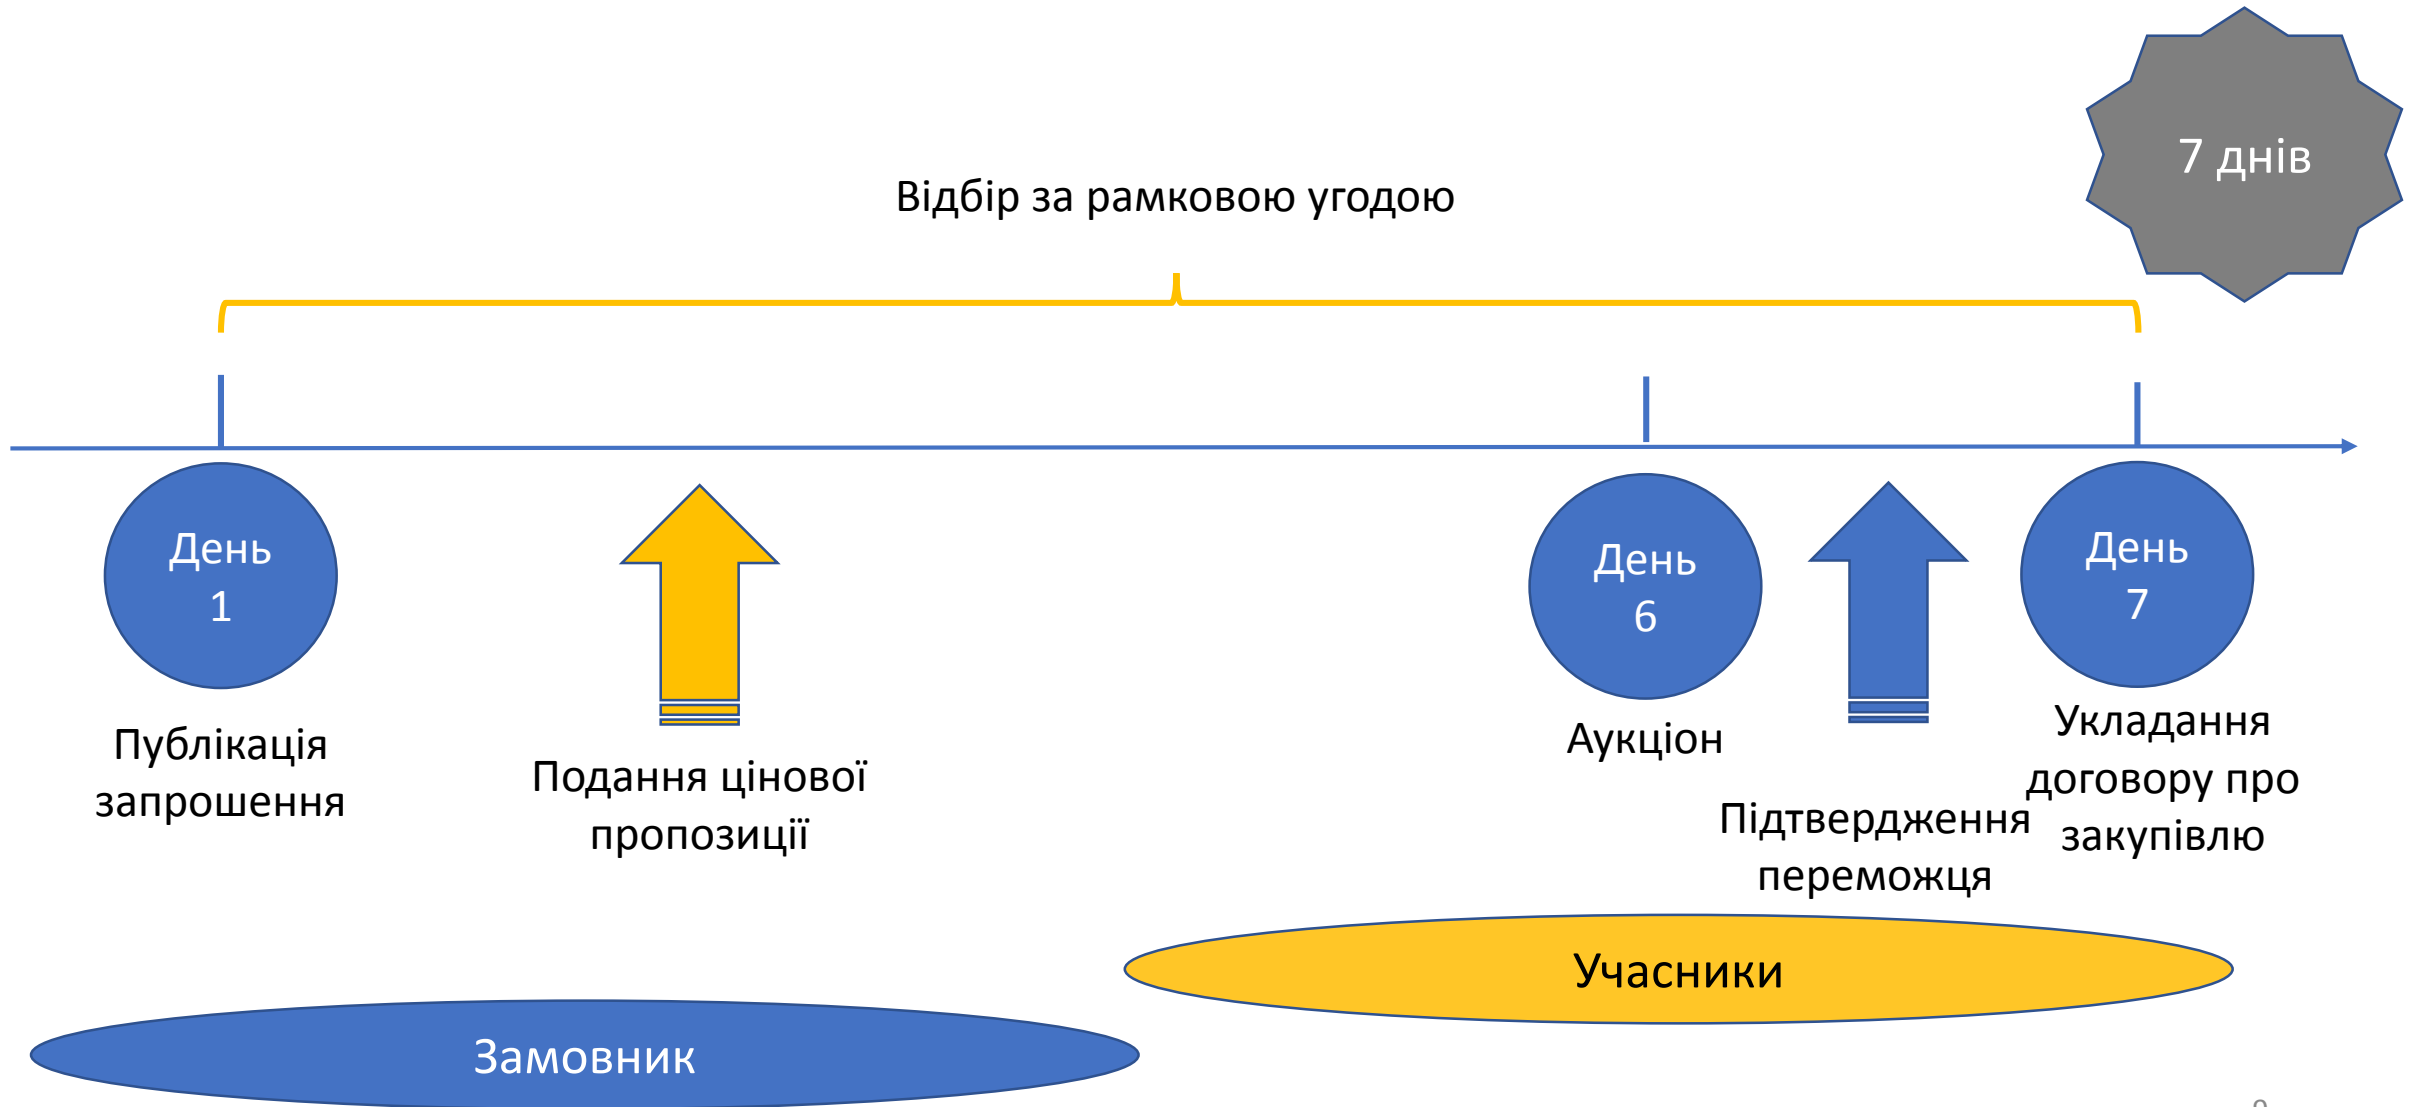 7 днів
Відбір за рамковою угодою
День
1
День
6
День
7
Публікація
запрошення
Подання цінової
пропозиції
Аукціон
Підтвердження
переможця
Укладання
договору про
закупівлю
Учасники
Замовник